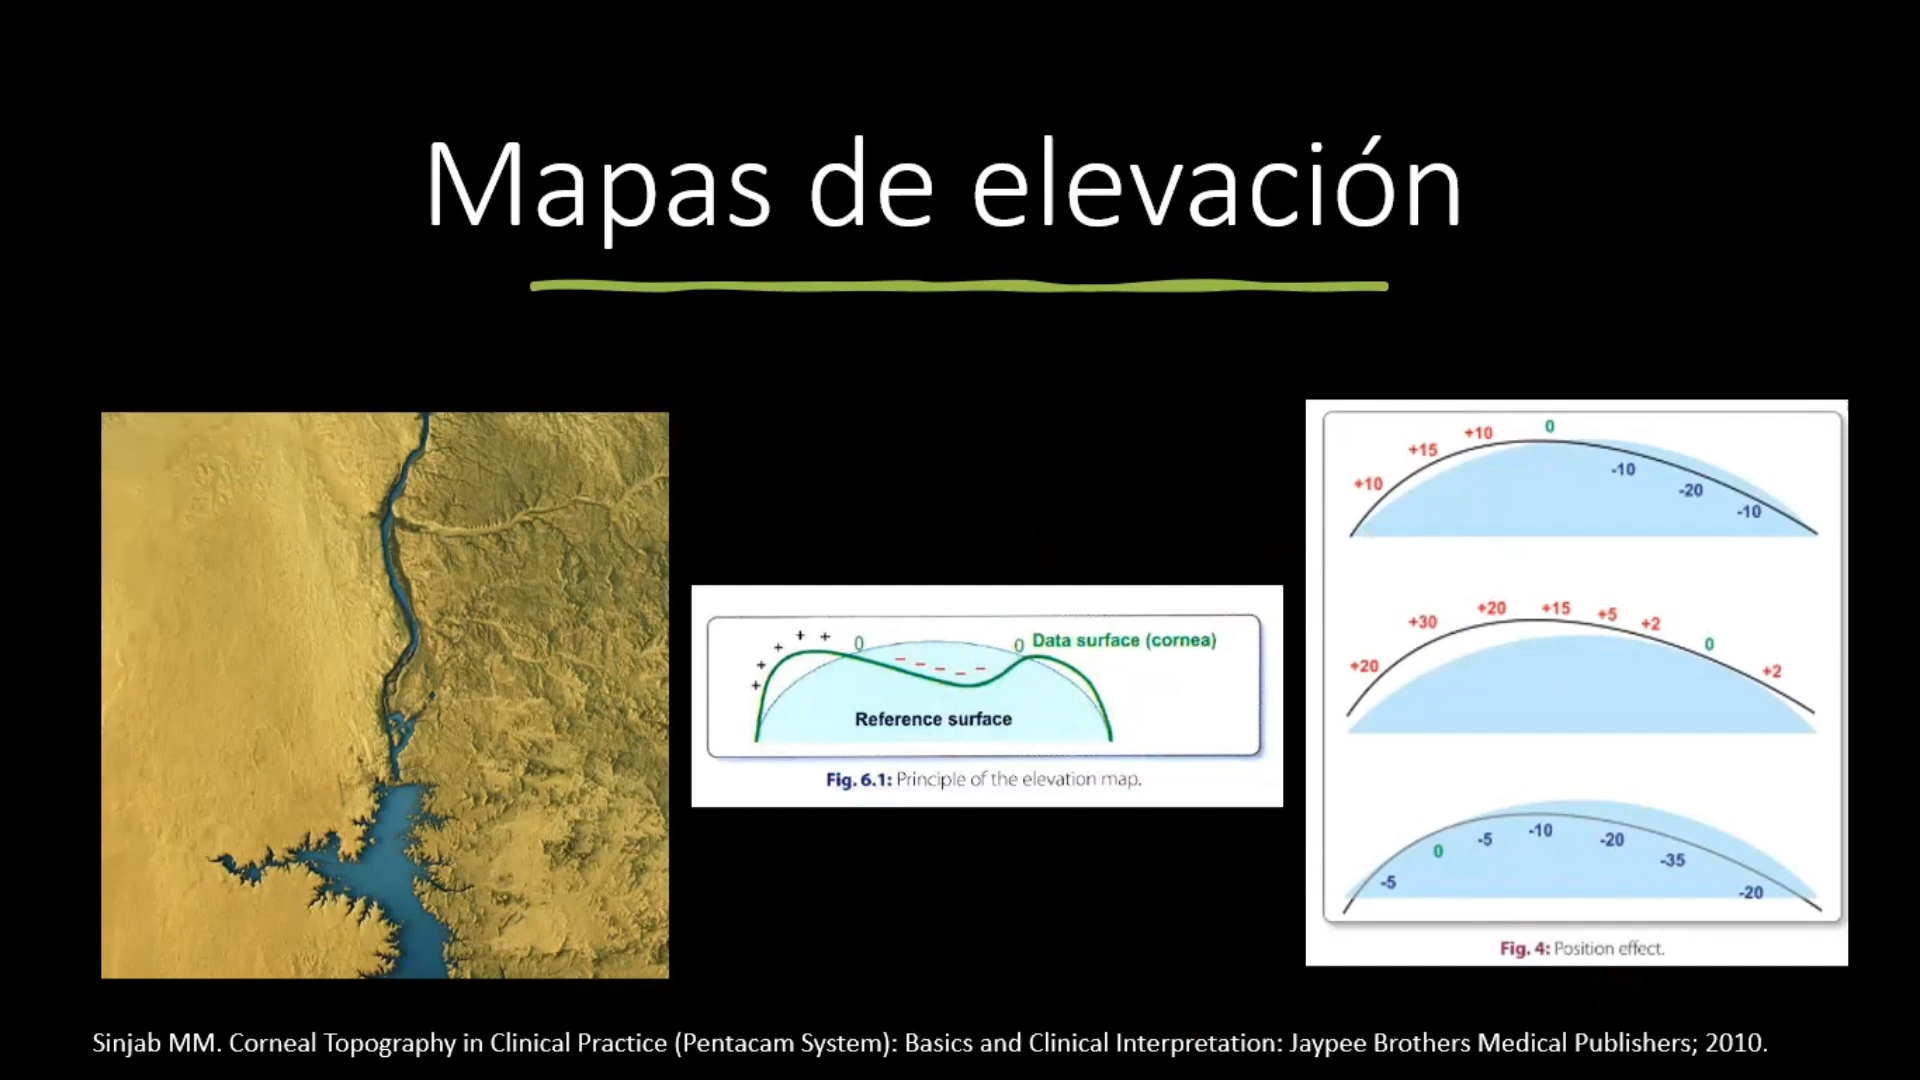 Mapas de elevación
+ + + + + 0 - - - - - 0 Data surface (cornea)
Reference surface
Fig. 6.1: Principle of the elevation map.
+10 +15 +10 0 -10 -20 -10
+20 +30 +20 +15 +5 +2 0 +2
-5 0 -5 -10 -20 -35 -20
Fig. 4: Position effect.
Sinjab MM. Corneal Topography in Clinical Practice (Pentacam System): Basics and Clinical Interpretation: Jaypee Brothers Medical Publishers; 2010.